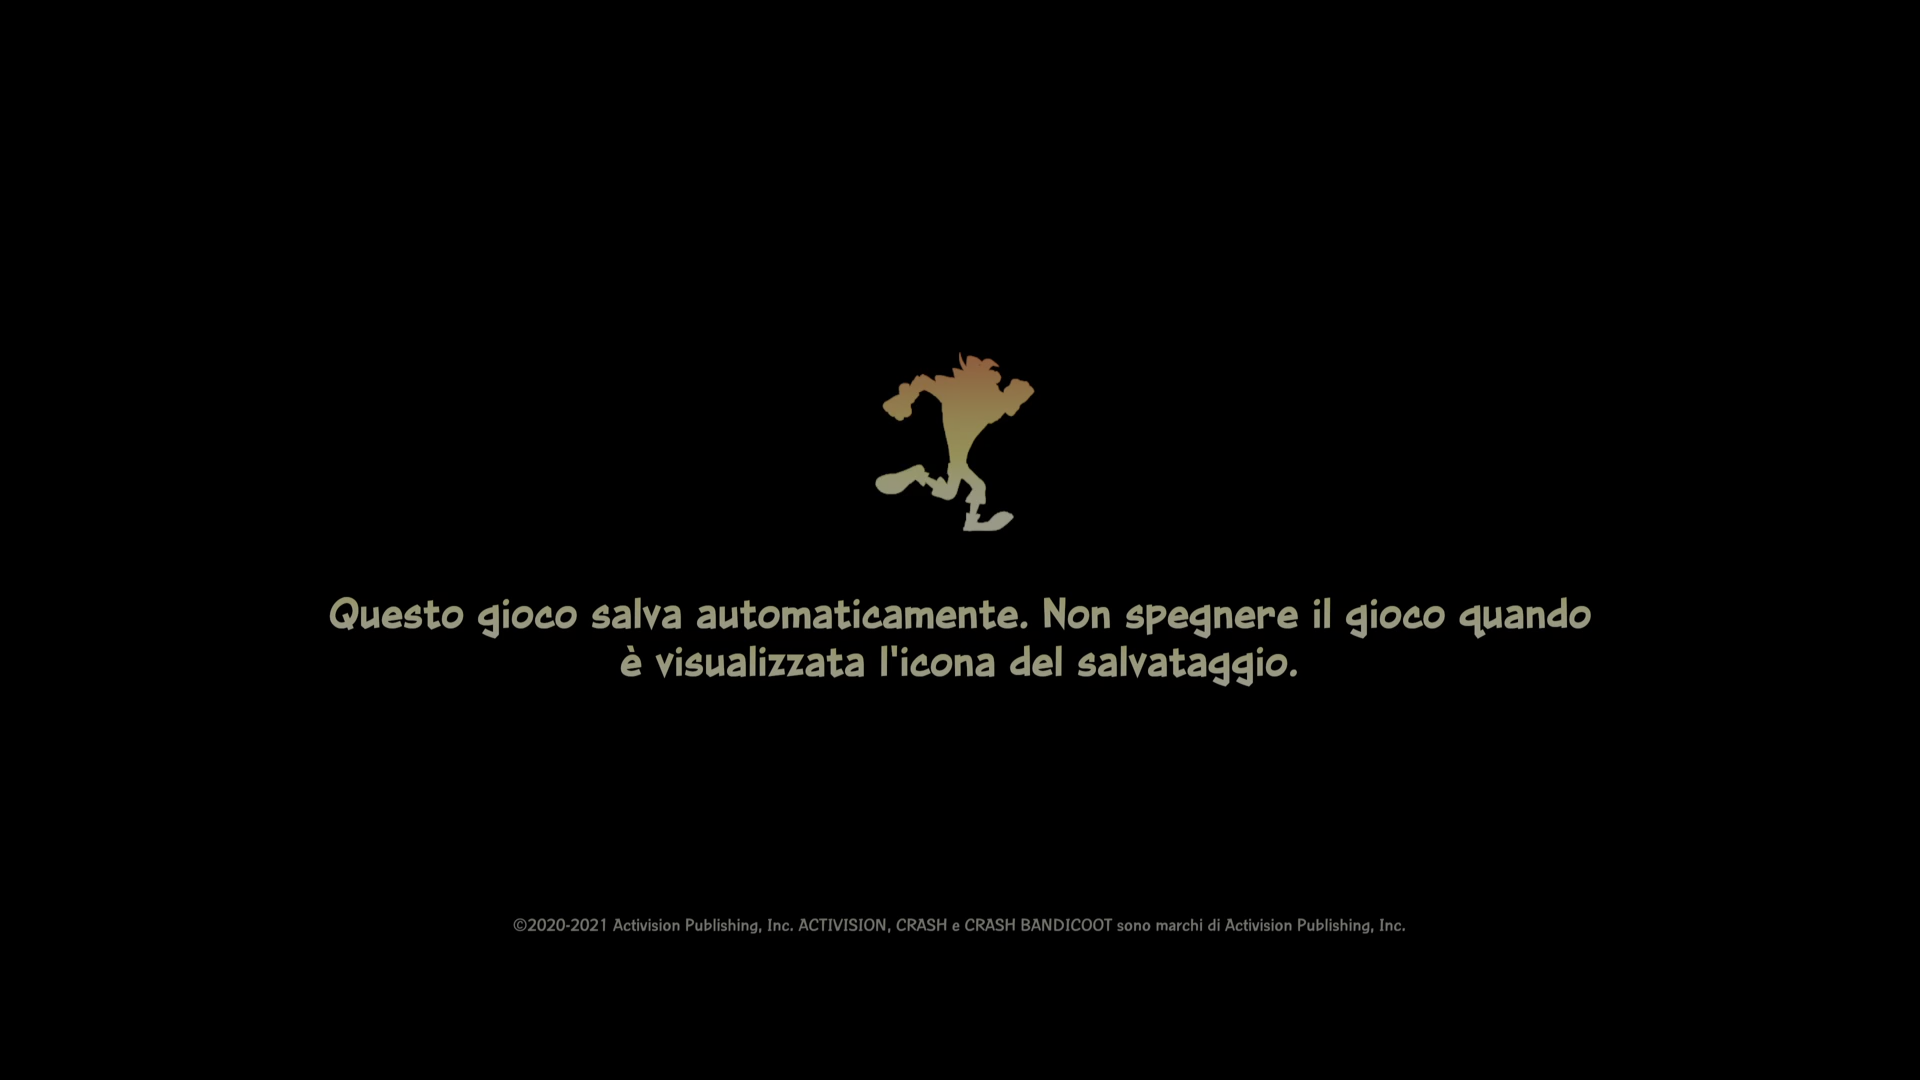 Questo gioco salva automaticamente. Non spegnere il gioco quando
è visualizzata l'icona del salvataggio.
©2020-2021 Activision Publishing, Inc. ACTIVISION, CRASH e CRASH BANDICOOT sono marchi di Activision Publishing, Inc.